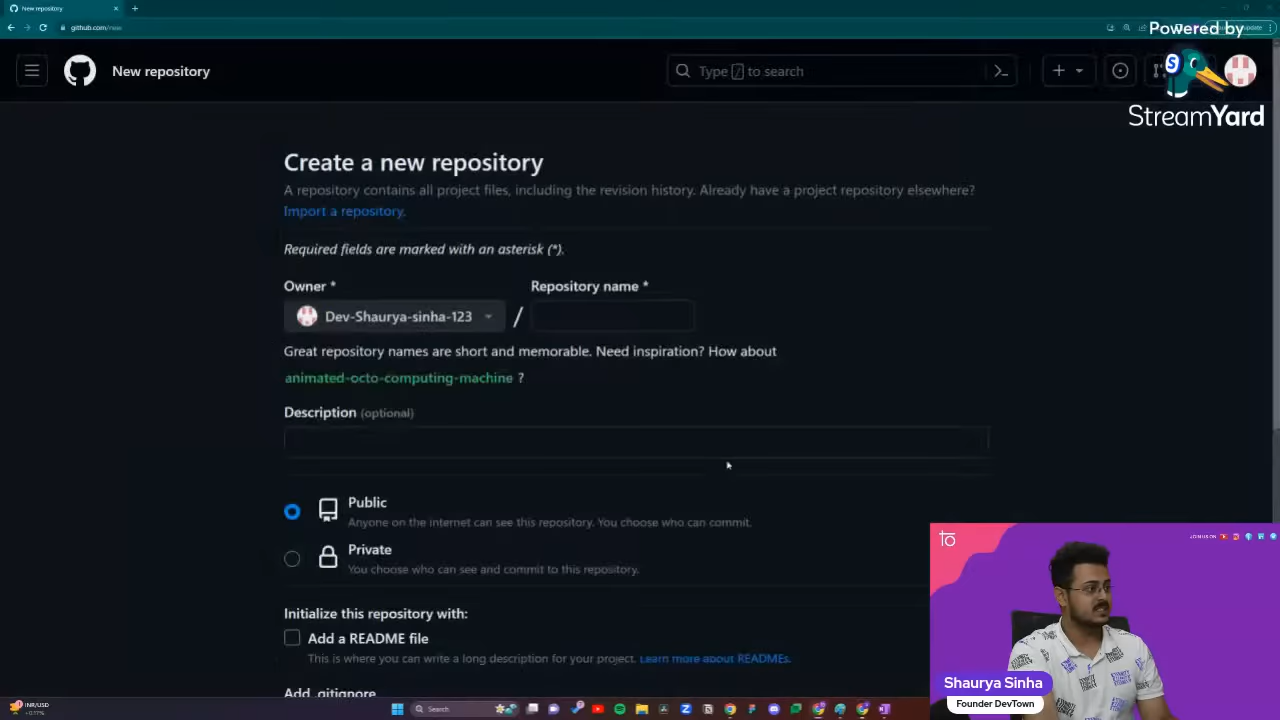 New repository
github.com/new
Powered by
StreamYard
New repository
Type / to search
Create a new repository
A repository contains all project files, including the revision history. Already have a project repository elsewhere?
Import a repository.
Required fields are marked with an asterisk (*).
Owner *
Repository name *
Dev-Shaurya-sinha-123
/
Great repository names are short and memorable. Need inspiration? How about
animated-octo-computing-machine ?
Description (optional)
Public
Anyone on the internet can see this repository. You choose who can commit.
Private
You choose who can see and commit to this repository.
Initialize this repository with:
Add a README file
This is where you can write a long description for your project. Learn more about READMEs.
Add .gitignore
JOIN US ON
Shaurya Sinha
Founder DevTown
INR/USD
Search